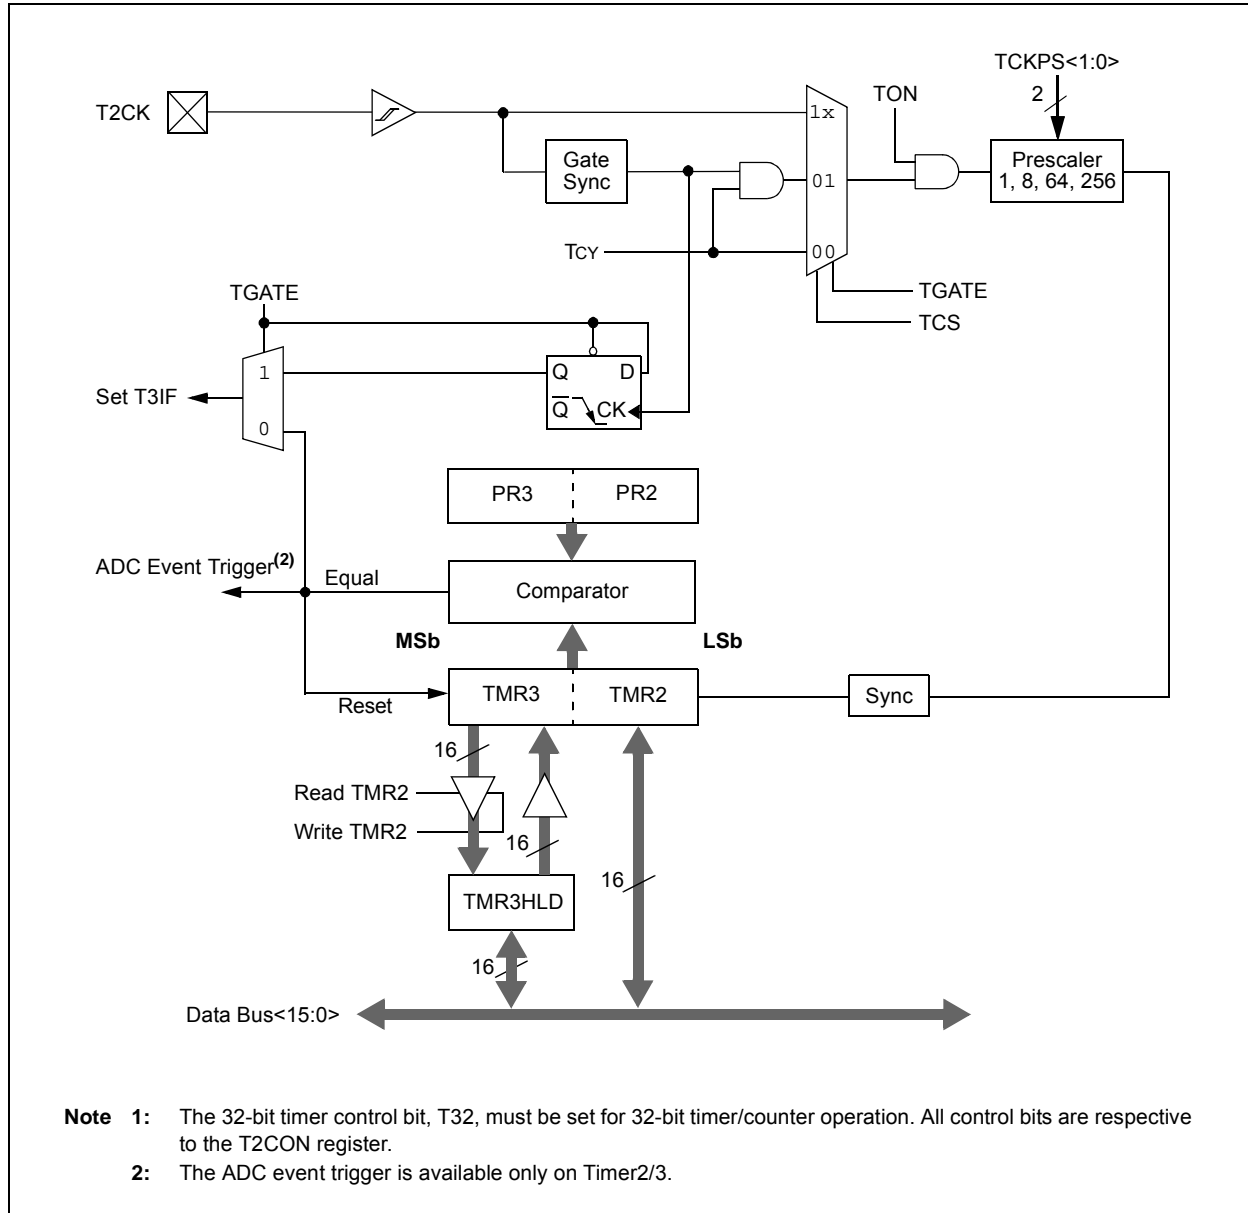 TCKPS<1:0>
2
T2CK
TON
1x
Gate
Sync
Prescaler
1, 8, 64, 256
01
TCY
00
TGATE
TCS
TGATE
1
Q
D
Set T3IF
Q
CK
0
PR3
PR2
ADC Event Trigger(2)
Equal
Comparator
MSb
LSb
TMR3
TMR2
Sync
Reset
16
Read TMR2
Write TMR2
16
16
TMR3HLD
16
Data Bus<15:0>
Note 1: The 32-bit timer control bit, T32, must be set for 32-bit timer/counter operation. All control bits are respective
to the T2CON register.
2: The ADC event trigger is available only on Timer2/3.